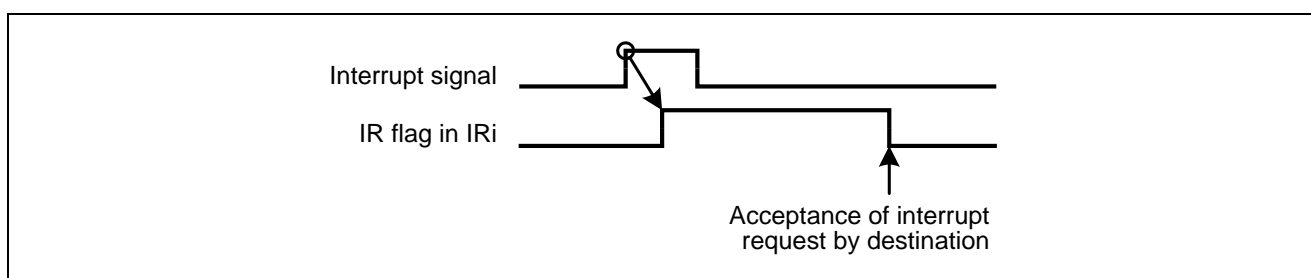 Interrupt signal
IR flag in IRi
Acceptance of interrupt
request by destination